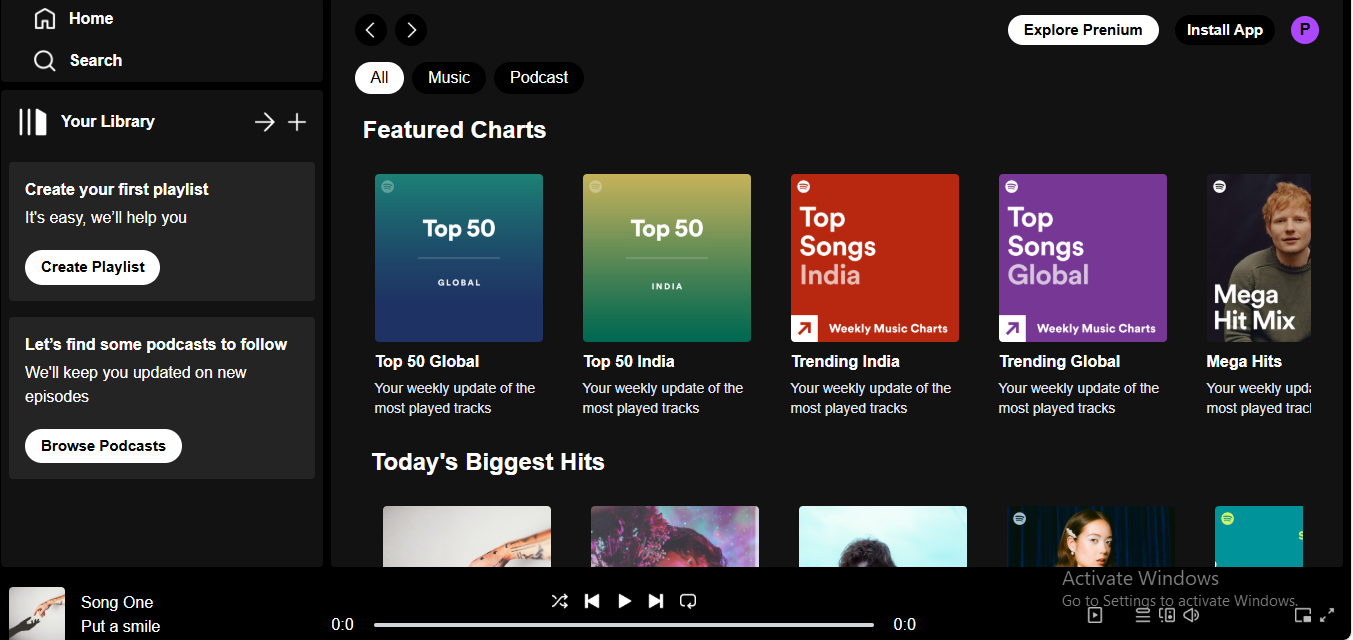 Home
Search
Your Library
Create your first playlist
It's easy, we'll help you
Create Playlist
Let's find some podcasts to follow
We'll keep you updated on new
episodes
Browse Podcasts
Explore Prenium
Install App
P
All
Music
Podcast
Featured Charts
Top 50
GLOBAL
Top 50 Global
Your weekly update of the
most played tracks
Top 50
INDIA
Top 50 India
Your weekly update of the
most played tracks
Top
Songs
India
Weekly Music Charts
Trending India
Your weekly update of the
most played tracks
Top
Songs
Global
Weekly Music Charts
Trending Global
Your weekly update of the
most played tracks
Mega
Hit Mix
Mega Hits
Your weekly
most played
Today's Biggest Hits
Song One
Put a smile
0:0
0:0
Activate Windows
Go to Settings to activate Windows.